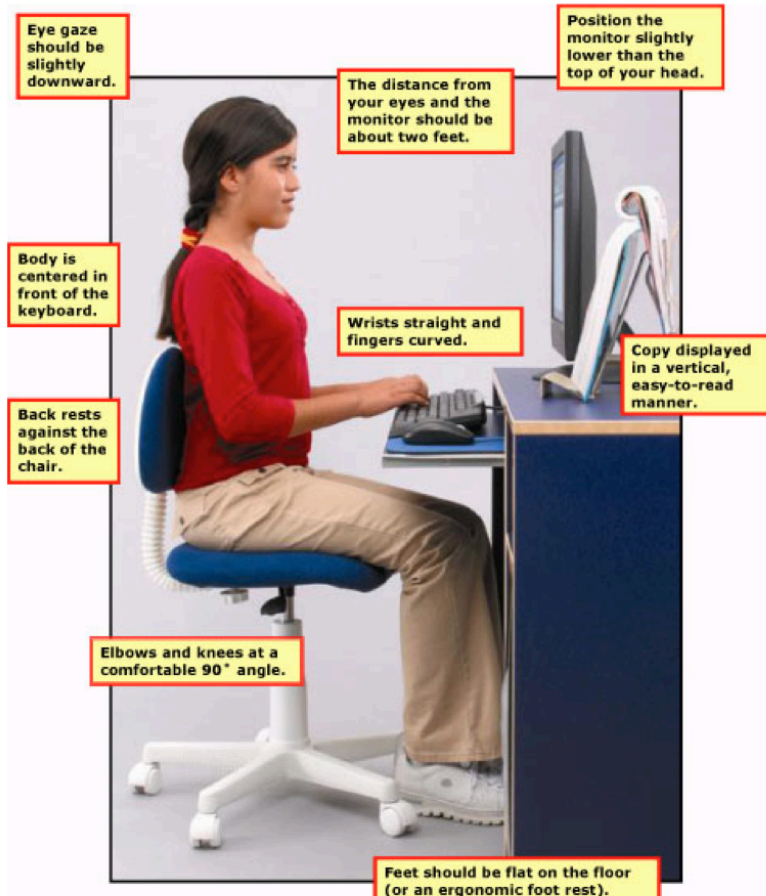 Eye gaze
should be
slightly
downward.
Position the
monitor slightly
lower than the
top of your head.
The distance from
your eyes and the
monitor should be
about two feet.
Body is
centered in
front of the
keyboard.
Wrists straight and
fingers curved.
Copy displayed
in a vertical,
easy-to-read
manner.
Back rests
against the
back of the
chair.
Elbows and knees at a
comfortable 90˚ angle.
Feet should be flat on the floor
(or an ergonomic foot rest).